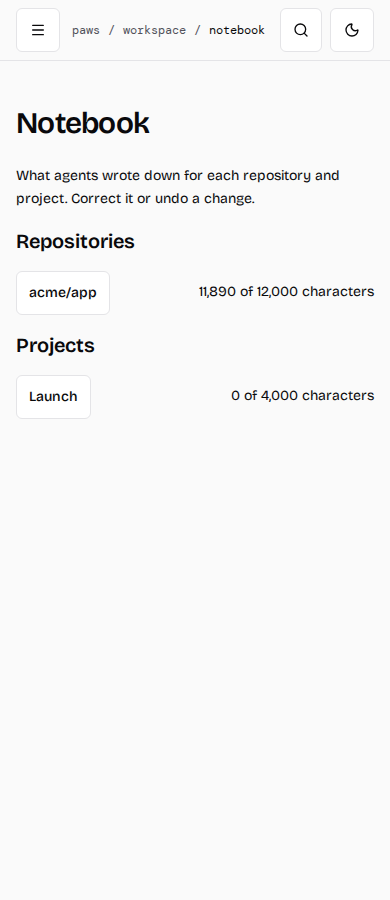 paws / workspace / notebook
Notebook
What agents wrote down for each repository and
project. Correct it or undo a change.
Repositories
acme/app 11,890 of 12,000 characters
Projects
Launch 0 of 4,000 characters